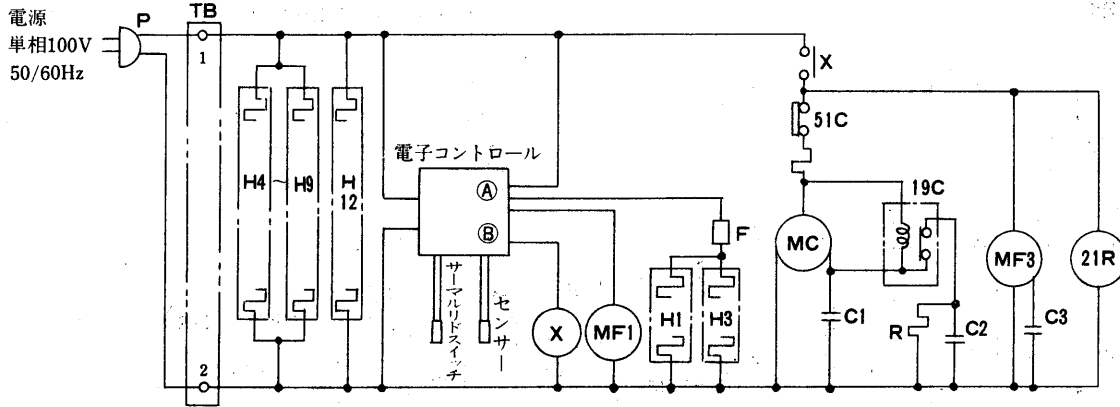 電源
単相100V
50/60Hz
P
TB
1
2
H4
~
H9
H
12
電子コントロール
A
B
サーマルリドスイッチ
センサー
X
MF1
F
H1
H3
X
51C
19C
MC
C1
R
C2
MF3
C3
21R